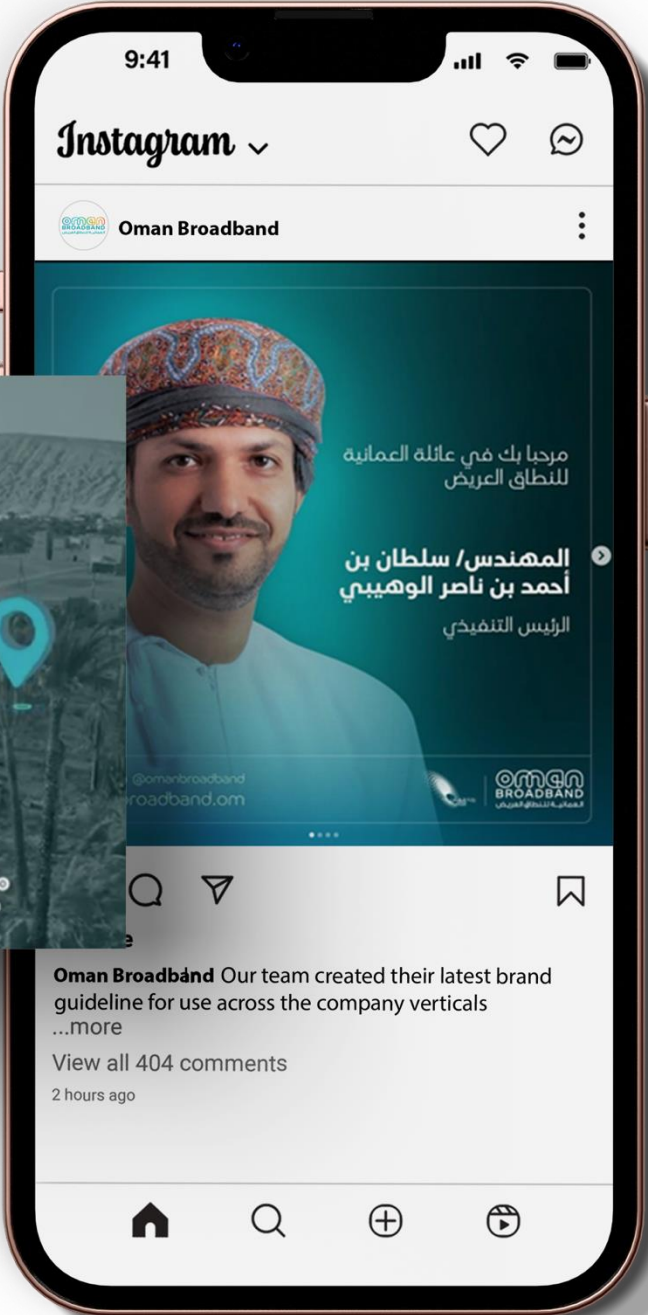 9:41
Instagram
Oman Broadband
مرحبا بك في عائلة العمانية
للنطاق العريض
المهندس/ سلطان بن
أحمد بن ناصر الوهيبي
الرئيس التنفيذي
@omanbroadband
roadband.om
oman
BROADBAND
العمانية للنطاق العريض
Oman Broadband Our team created their latest brand
guideline for use across the company verticals
...more
View all 404 comments
2 hours ago